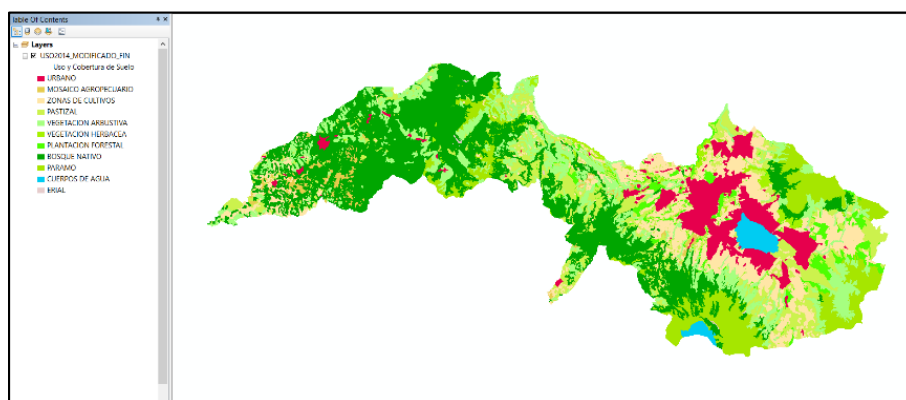 Table Of Contents
Layers
USO2014_MODIFICADO_FIN
Uso y Cobertura de Suelo
URBANO
MOSAICO AGROPECUARIO
ZONAS DE CULTIVOS
PASTIZAL
VEGETACION ARBUSTIVA
VEGETACION HERBACEA
PLANTACION FORESTAL
BOSQUE NATIVO
PARAMO
CUERPOS DE AGUA
ERIAL